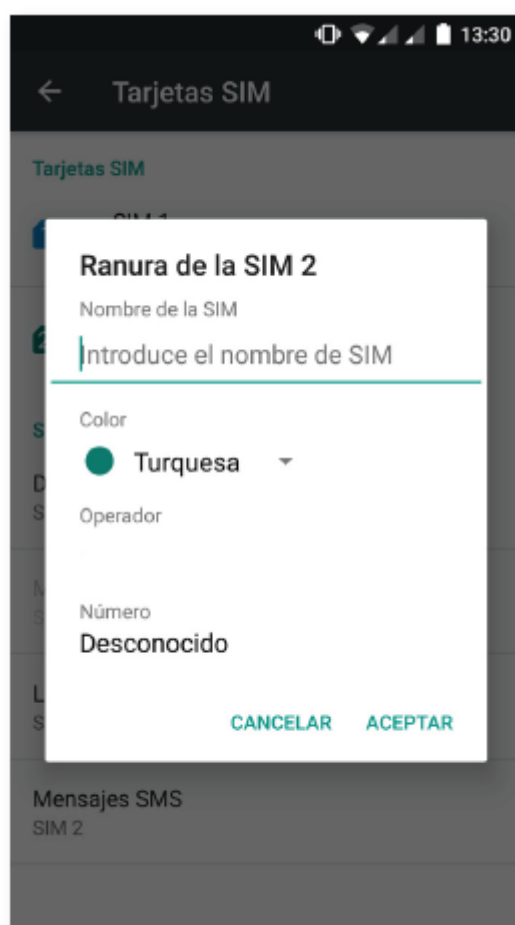 13:30
Tarjetas SIM
Tarjetas SIM
Ranura de la SIM 2
Nombre de la SIM
Introduce el nombre de SIM
Color
Turquesa
Operador
Número
Desconocido
CANCELAR ACEPTAR
Mensajes SMS
SIM 2